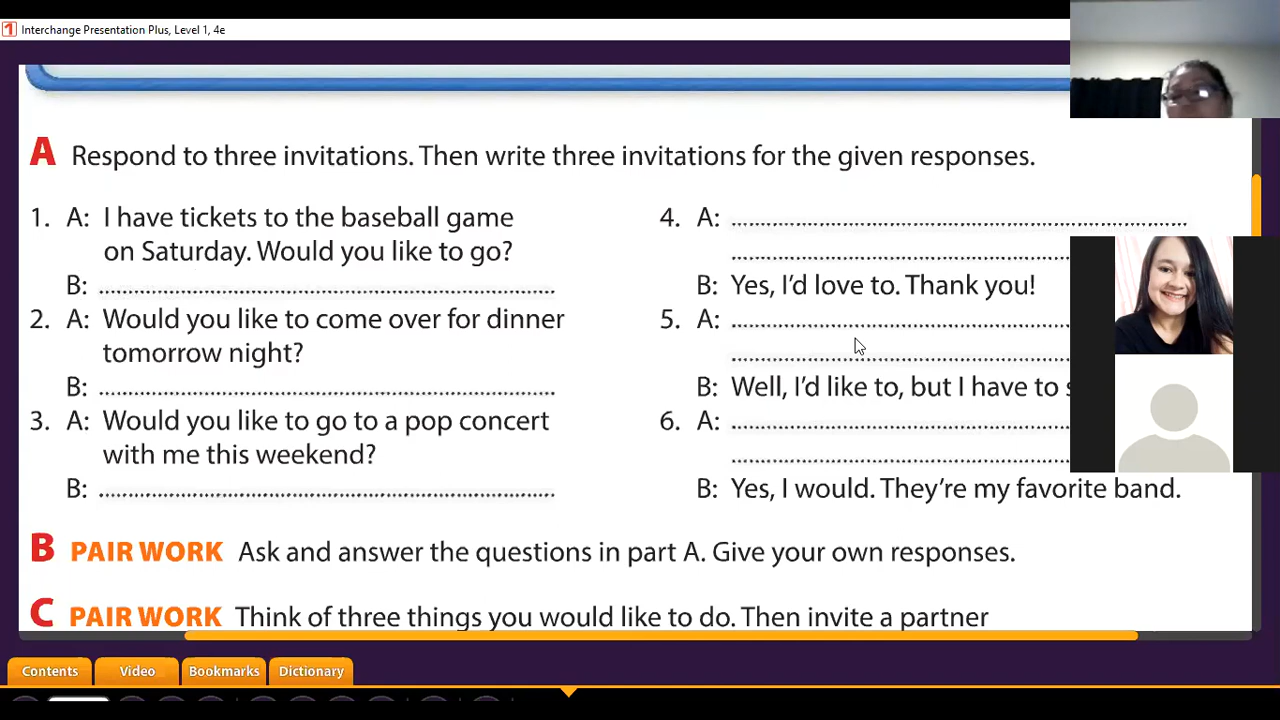 Interchange Presentation Plus, Level 1, 4e
A Respond to three invitations. Then write three invitations for the given responses.
1. A: I have tickets to the baseball game
on Saturday. Would you like to go?
B:
2. A: Would you like to come over for dinner
tomorrow night?
B:
3. A: Would you like to go to a pop concert
with me this weekend?
B:
4. A:
B: Yes, I'd love to. Thank you!
5. A:
B: Well, I'd like to, but I have to
6. A:
B: Yes, I would. They're my favorite band.
B PAIR WORK Ask and answer the questions in part A. Give your own responses.
C PAIR WORK Think of three things you would like to do. Then invite a partner
Contents Video Bookmarks Dictionary